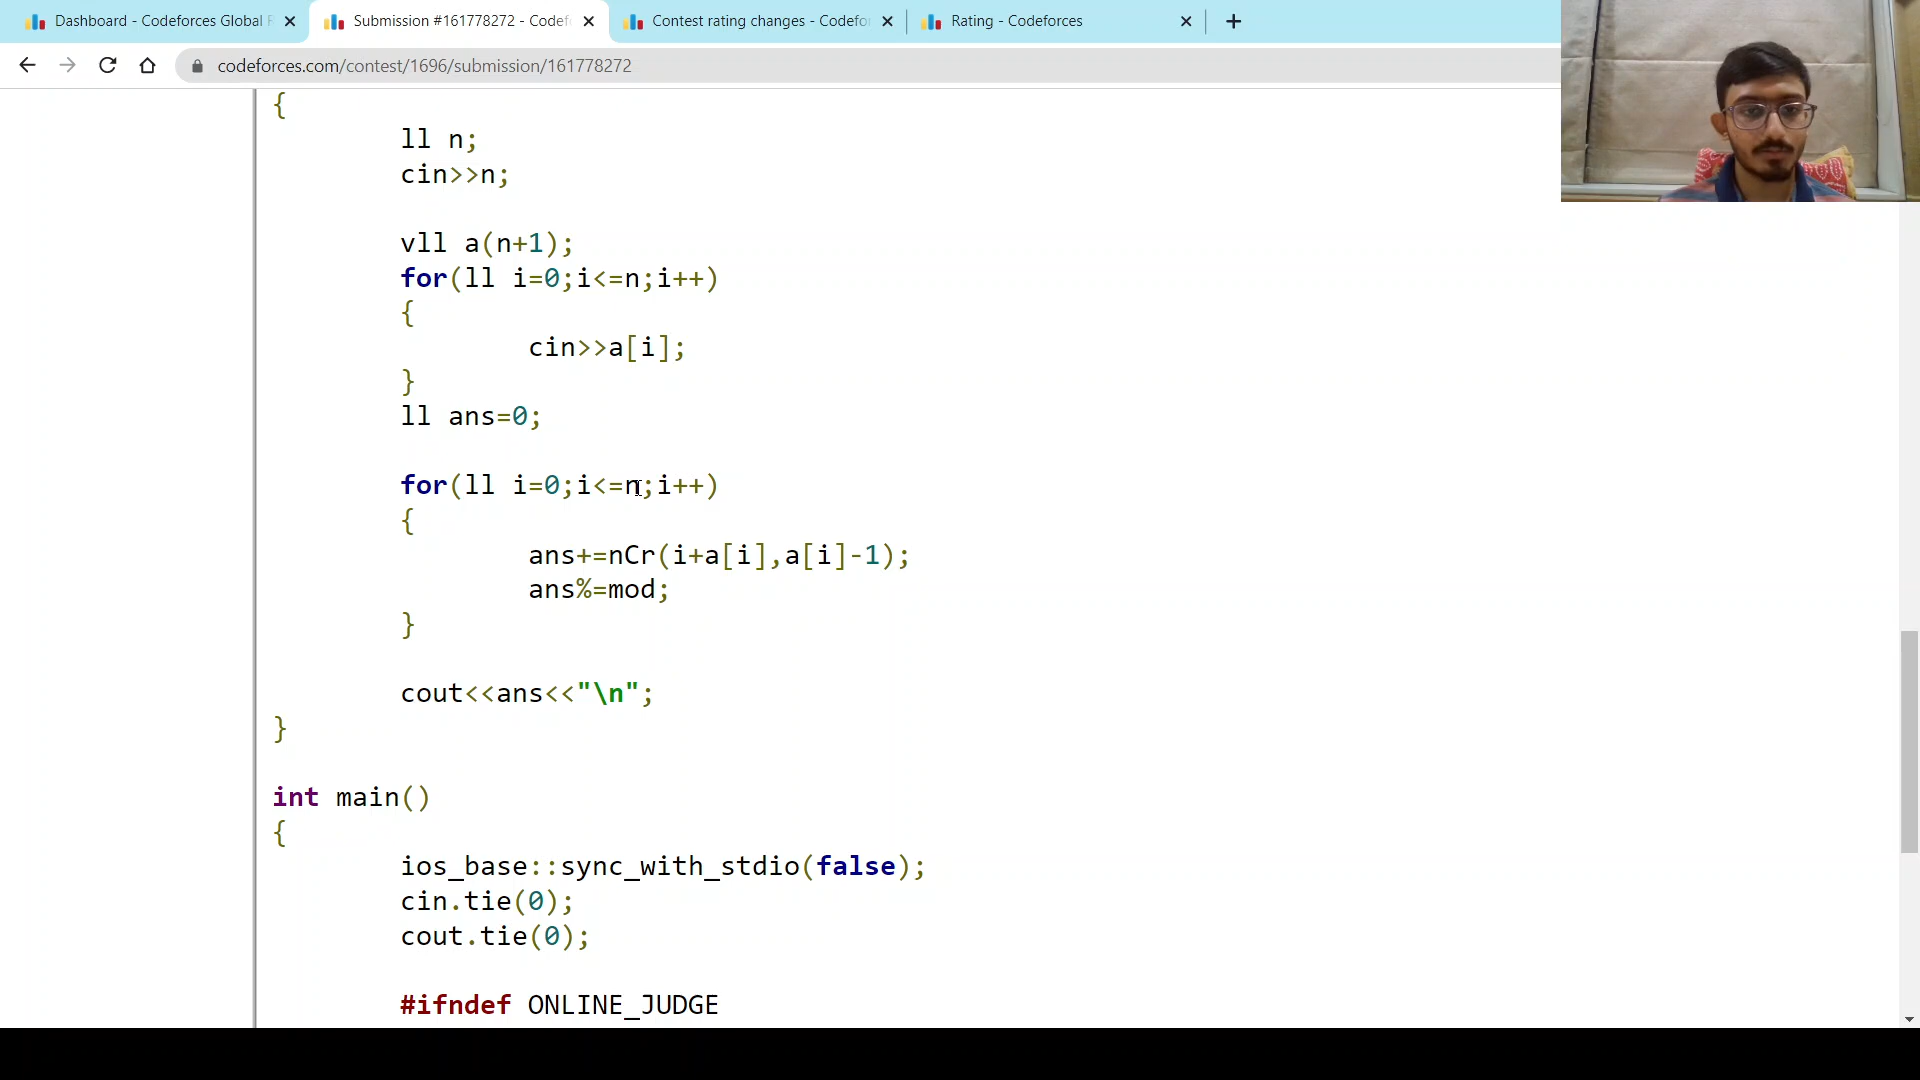 Dashboard - Codeforces Global R
Submission #161778272 - Codef
Contest rating changes - Codefo
Rating - Codeforces
codeforces.com/contest/1696/submission/161778272
{
ll n;
cin>>n;
vll a(n+1);
for(ll i=0;i<=n;i++)
{
cin>>a[i];
}
ll ans=0;
for(ll i=0;i<=n;i++)
{
ans+=nCr(i+a[i],a[i]-1);
ans%=mod;
}
cout<<ans<<"\n";
}
int main()
{
ios_base::sync_with_stdio(false);
cin.tie(0);
cout.tie(0);
#ifndef ONLINE_JUDGE